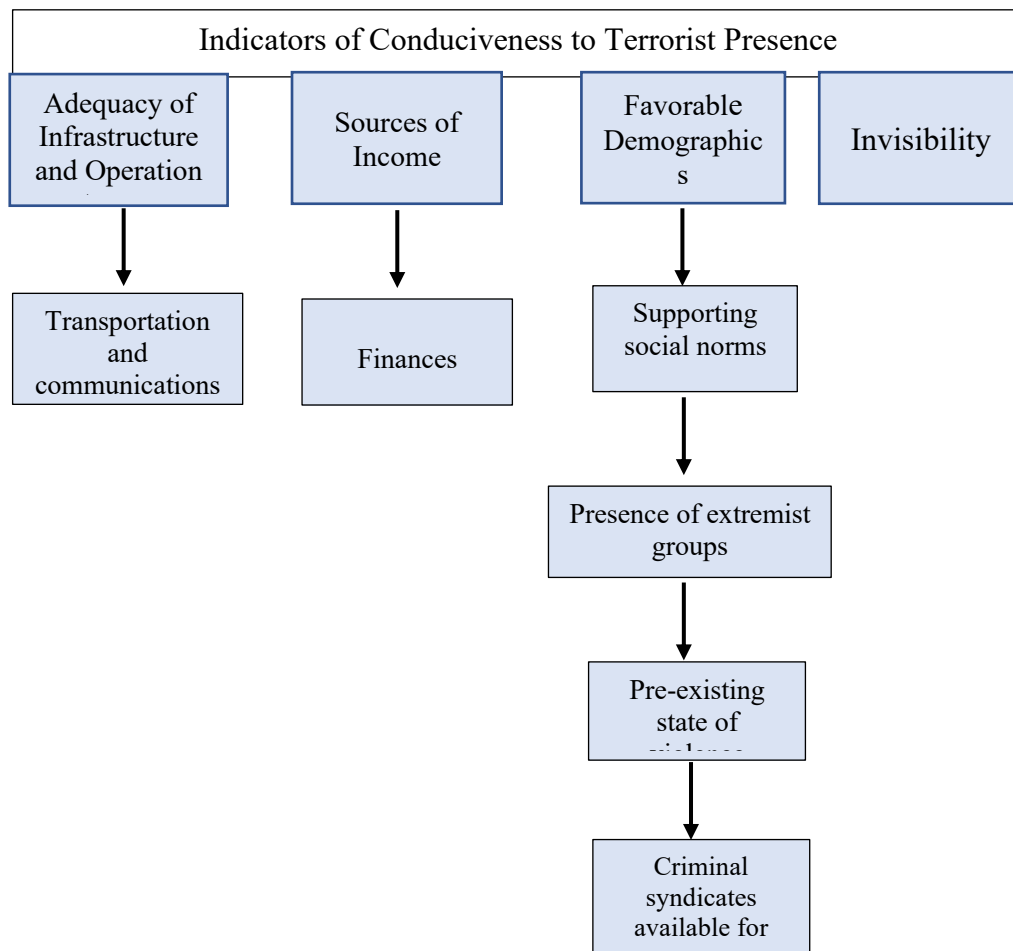 Indicators of Conduciveness to Terrorist Presence
Adequacy of
Infrastructure
and Operation
Sources of
Income
Favorable
Demographic
s
Invisibility
Transportation
and
communications
Finances
Supporting
social norms
Presence of extremist
groups
Pre-existing
state of
Criminal
syndicates
available for